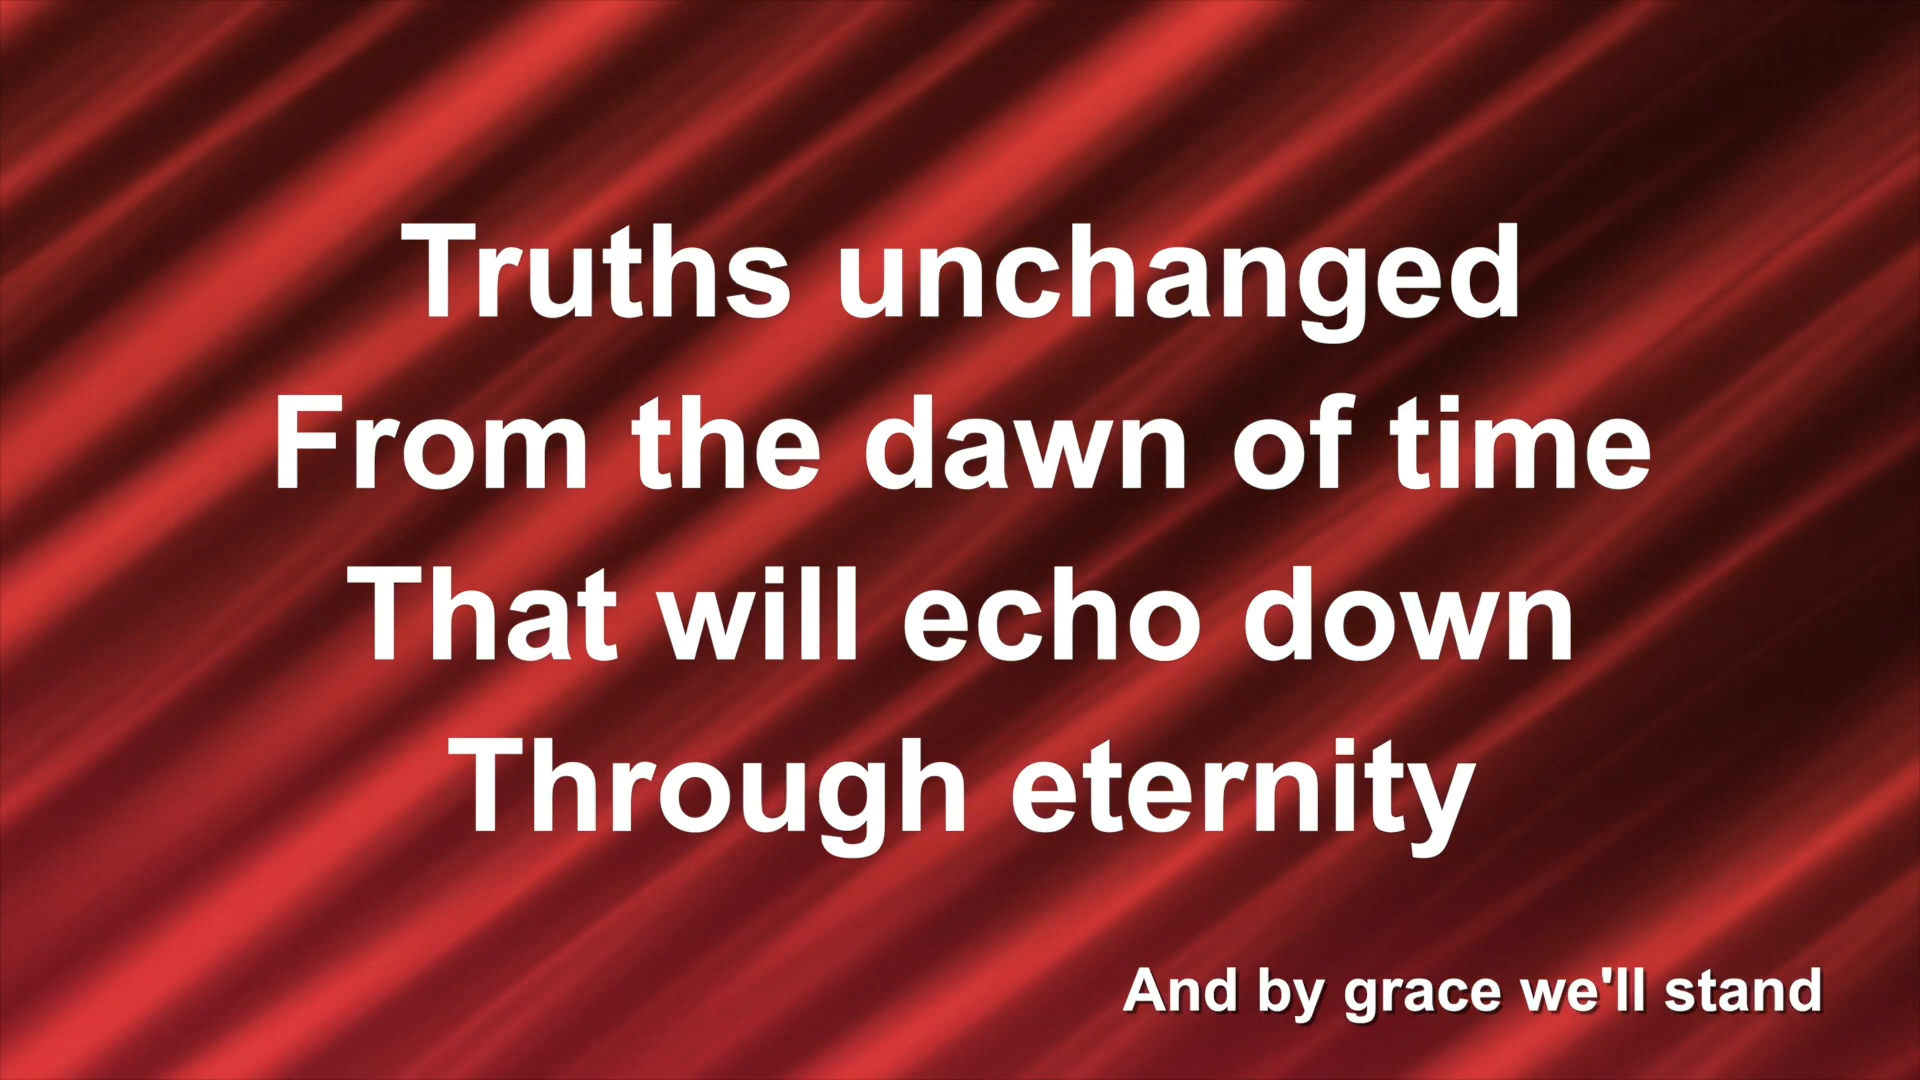 Truths unchanged
From the dawn of time
That will echo down
Through eternity
And by grace we'll stand